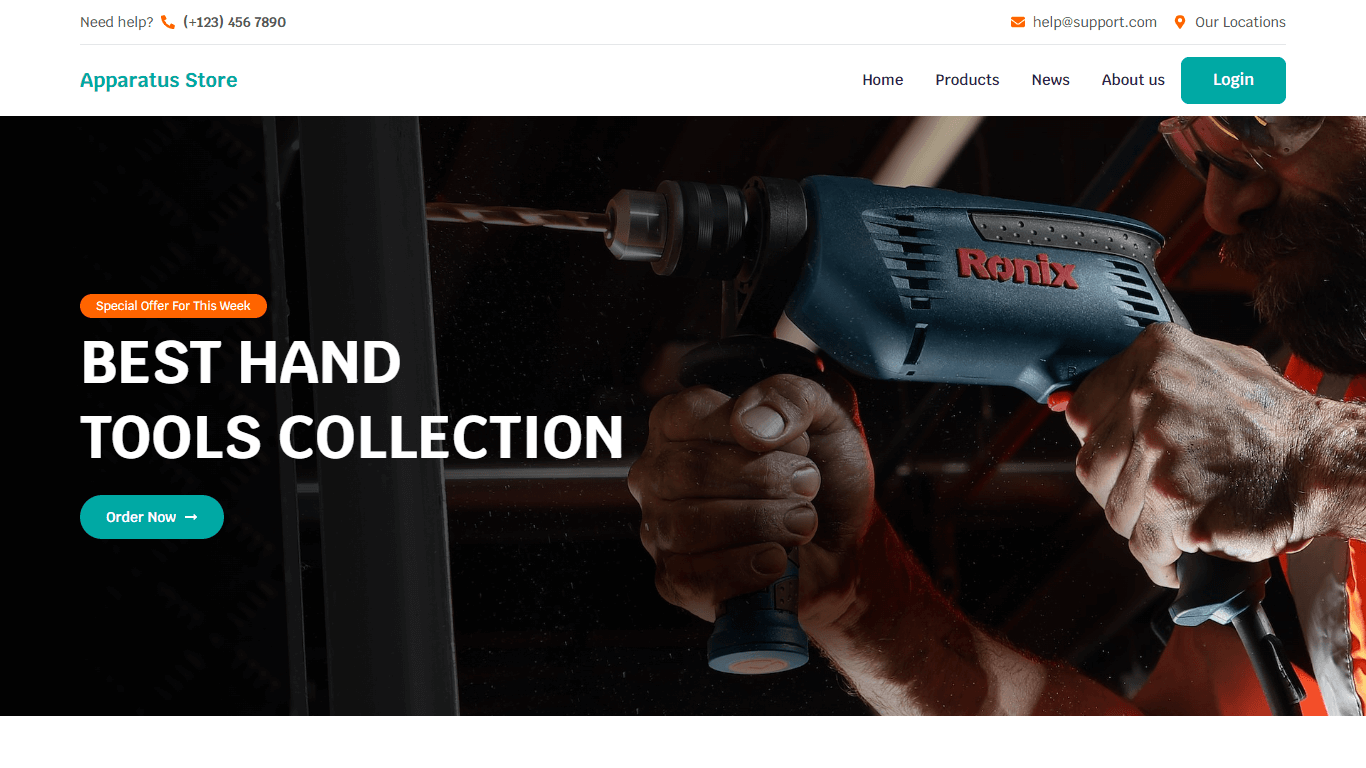 Need help? (+123) 456 7890
help@support.com Our Locations
Apparatus Store
Home Products News About us Login
Ronix
Special Offer For This Week
BEST HAND
TOOLS COLLECTION
Order Now